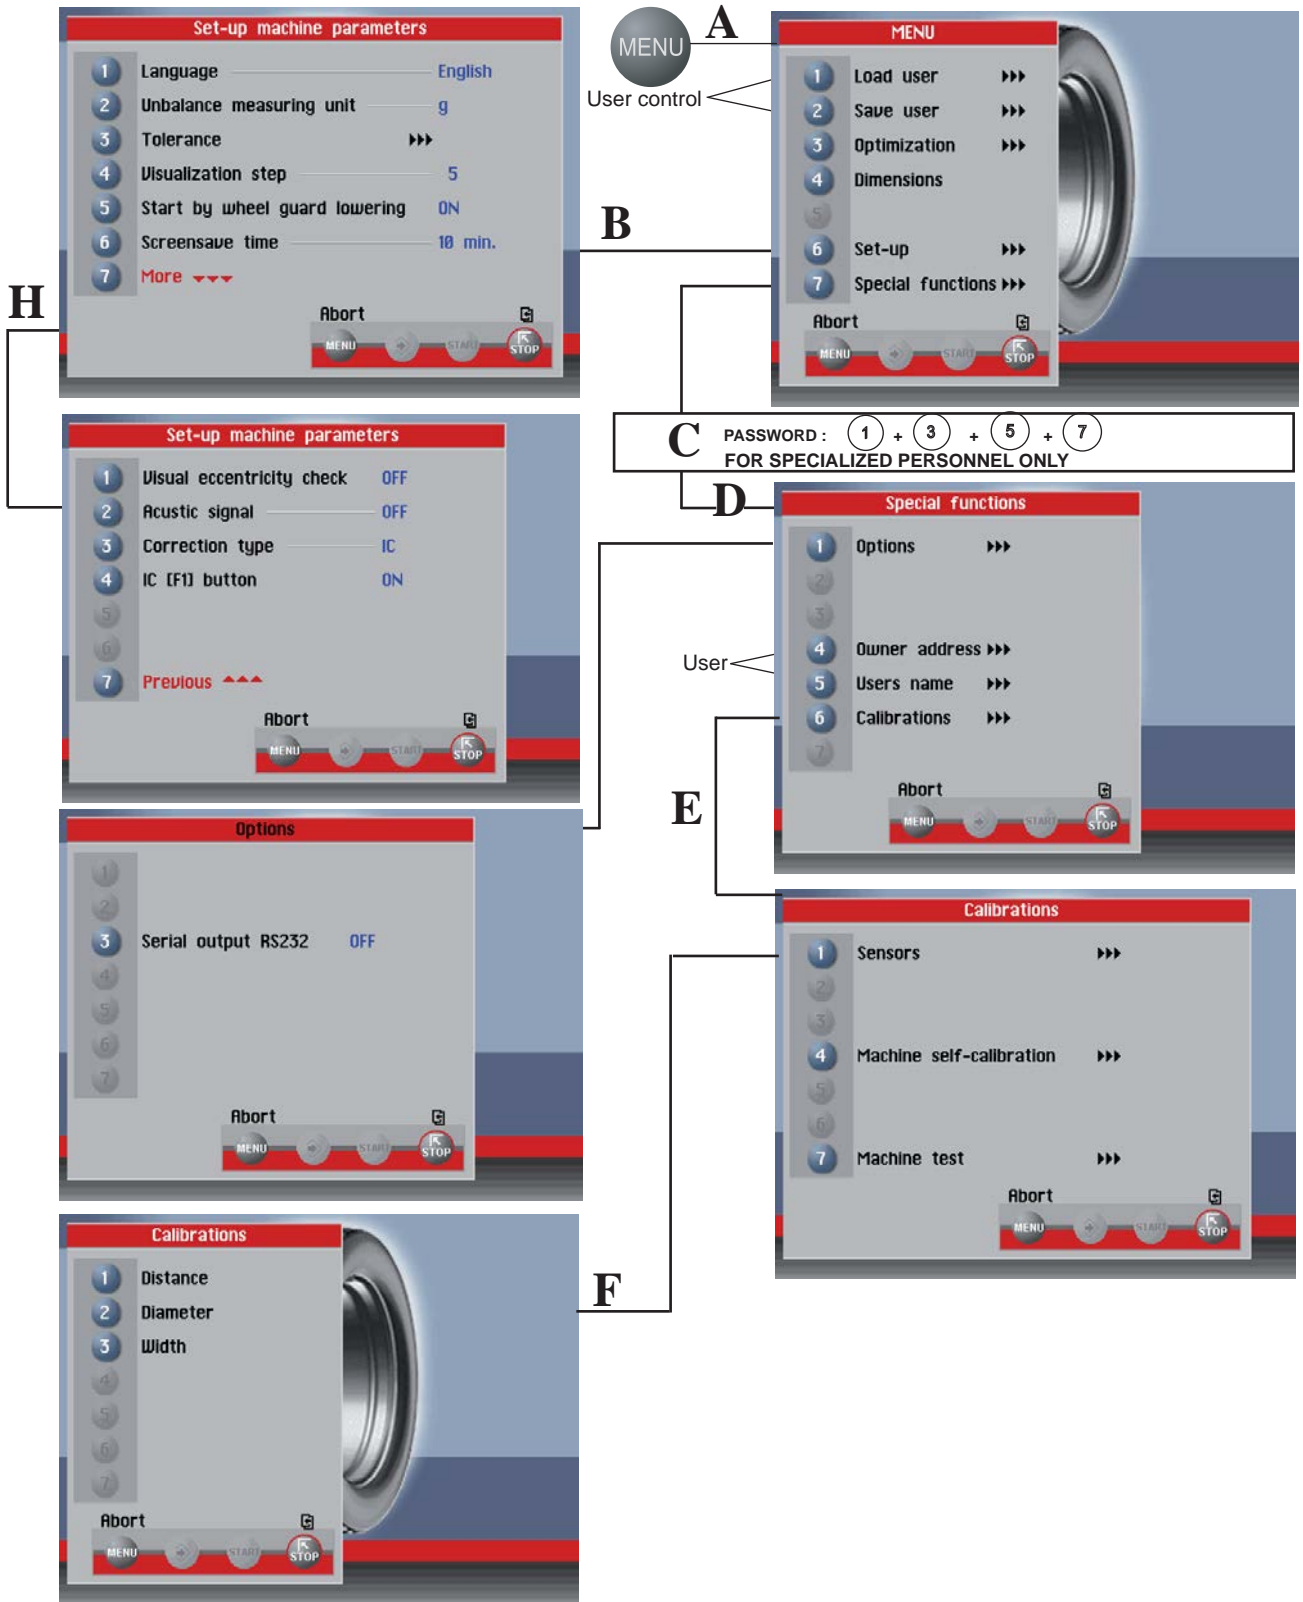 Set-up machine parameters
1 Language English
2 Unbalance measuring unit g
3 Tolerance
4 Visualization step 5
5 Start by wheel guard lowering ON
6 Screensave time 10 min.
7 More
Abort
MENU START STOP
H
MENU
A
User control
MENU
1 Load user
2 Save user
3 Optimization
4 Dimensions
5
6 Set-up
7 Special functions
Abort
MENU START STOP
B
C PASSWORD : 1 + 3 + 5 + 7
FOR SPECIALIZED PERSONNEL ONLY
Set-up machine parameters
1 Visual eccentricity check OFF
2 Acustic signal OFF
3 Correction type IC
4 IC [F1] button ON
5
6
7 Previous
Abort
MENU START STOP
D
Special functions
1 Options
2
3
User
4 Owner address
5 Users name
6 Calibrations
7
Abort
MENU START STOP
E
Options
1
2
3 Serial output RS232 OFF
4
5
6
7
Abort
MENU START STOP
Calibrations
1 Sensors
2
3
4 Machine self-calibration
5
6
7 Machine test
Abort
MENU START STOP
F
Calibrations
1 Distance
2 Diameter
3 Width
4
5
6
7
Abort
MENU START STOP